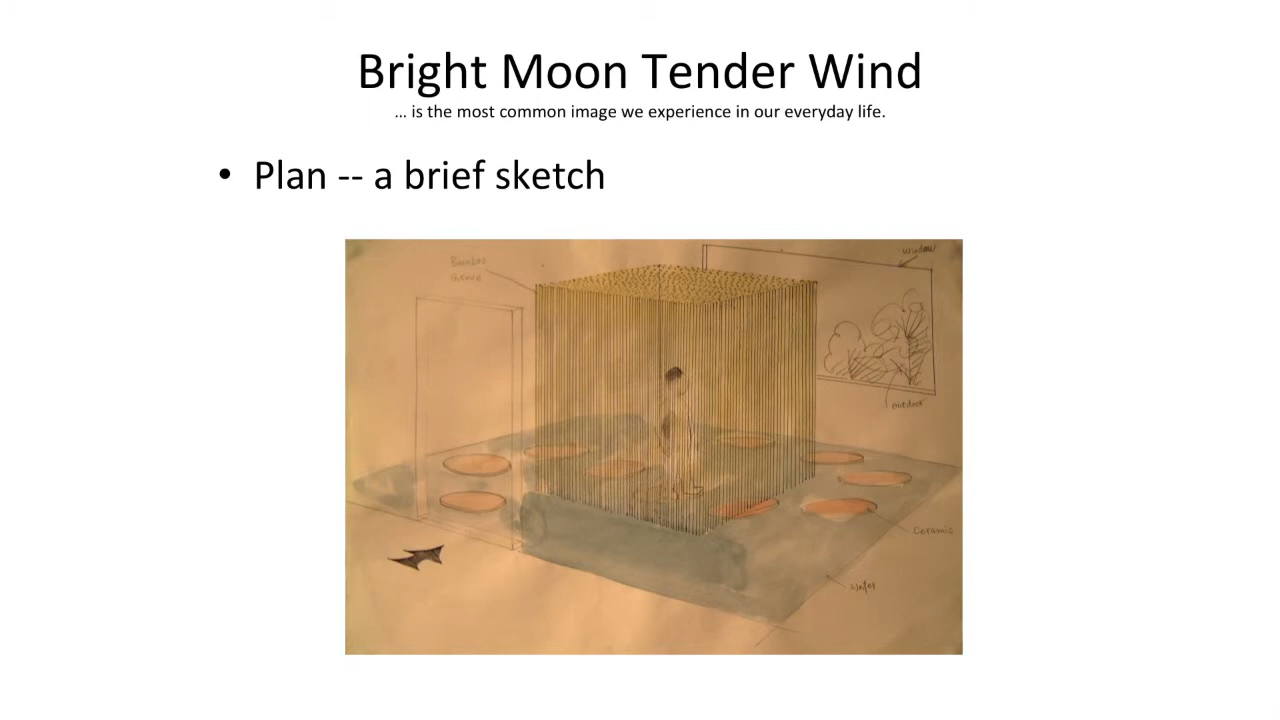 Bright Moon Tender Wind
… is the most common image we experience in our everyday life.
• Plan -- a brief sketch
window
Bamboo
outdoor
Ceramic
Water